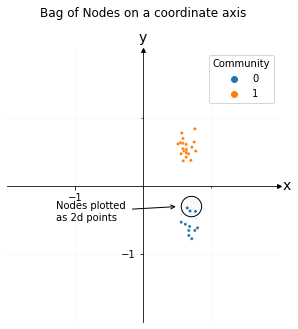 Bag of Nodes on a coordinate axis
y
Community
0
1
x
−1
Nodes plotted
as 2d points
−1